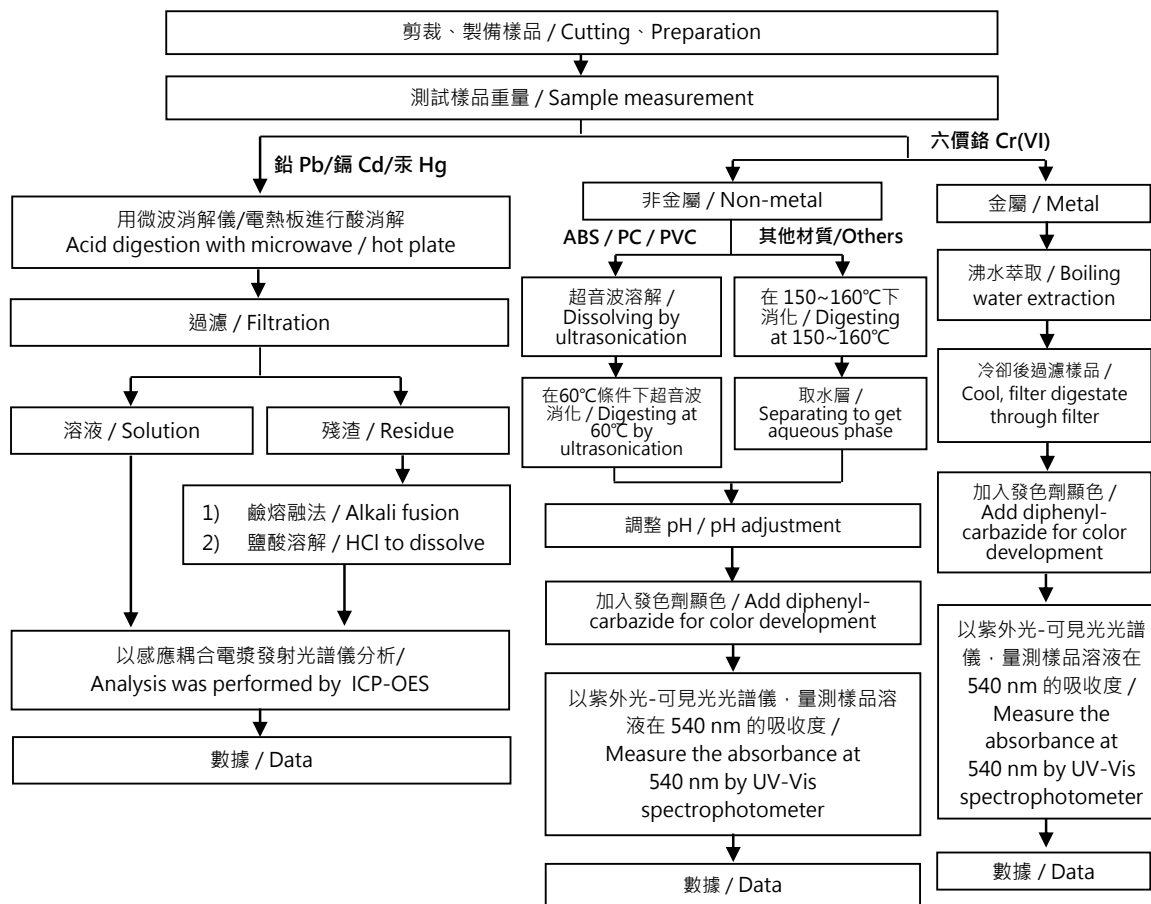 剪裁、製備樣品 / Cutting、Preparation
測試樣品重量 / Sample measurement
鉛 Pb/鎘 Cd/汞 Hg
用微波消解儀/電熱板進行酸消解
Acid digestion with microwave / hot plate
過濾 / Filtration
溶液 / Solution
殘渣 / Residue
1) 鹼熔融法 / Alkali fusion
2) 鹽酸溶解 / HCl to dissolve
以感應耦合電漿發射光譜儀分析/
Analysis was performed by ICP-OES
數據 / Data
六價鉻 Cr(VI)
非金屬 / Non-metal
ABS / PC / PVC
其他材質/Others
超音波溶解 /
Dissolving by
ultrasonication
在60℃條件下超音波
消化 / Digesting at
60℃ by
ultrasonication
在 150~160℃下
消化 / Digesting
at 150~160℃
取水層 /
Separating to get
aqueous phase
調整 pH / pH adjustment
加入發色劑顯色 / Add diphenyl-
carbazide for color development
以紫外光-可見光光譜儀，量測樣品溶
液在 540 nm 的吸收度 /
Measure the absorbance at
540 nm by UV-Vis
spectrophotometer
數據 / Data
金屬 / Metal
沸水萃取 / Boiling
water extraction
冷卻後過濾樣品 /
Cool, filter digestate
through filter
加入發色劑顯色 /
Add diphenyl-
carbazide for color
development
以紫外光-可見光光譜
儀，量測樣品溶液在
540 nm 的吸收度 /
Measure the
absorbance at
540 nm by UV-Vis
spectrophotometer
數據 / Data